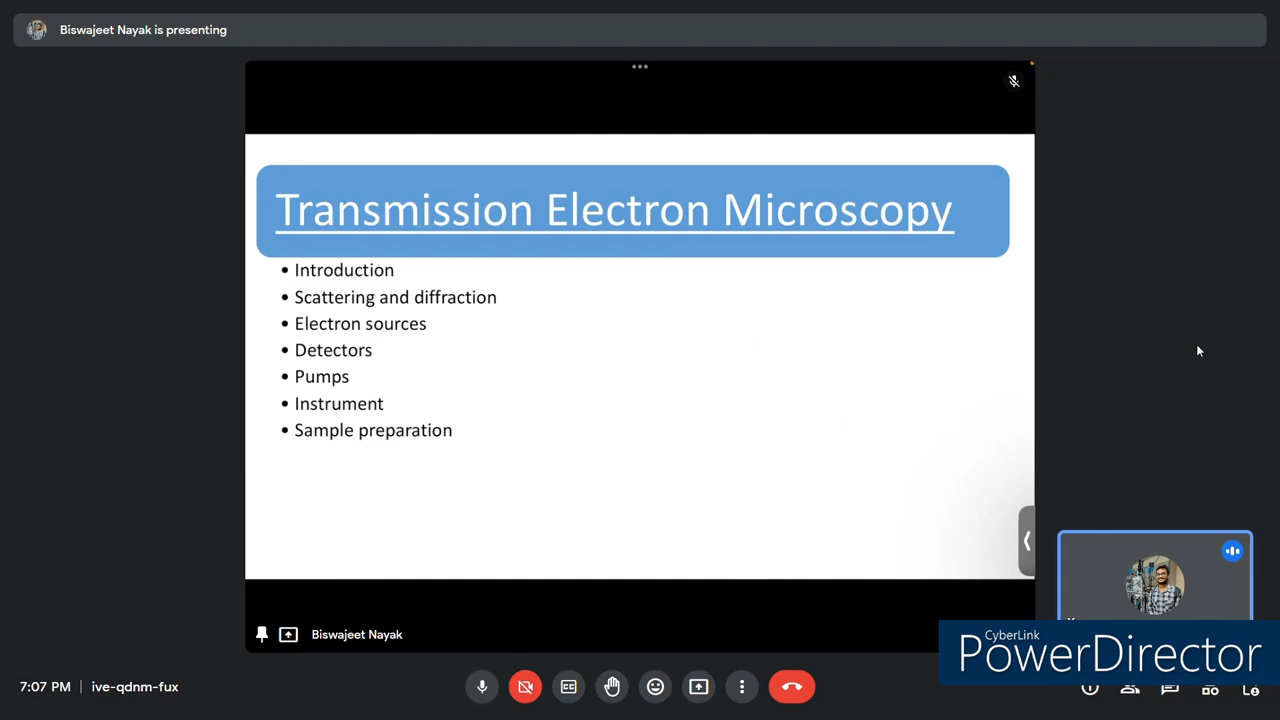 Biswajeet Nayak is presenting
Transmission Electron Microscopy
• Introduction
• Scattering and diffraction
• Electron sources
• Detectors
• Pumps
• Instrument
• Sample preparation
Biswajeet Nayak
CyberLink
PowerDirector
7:07 PM | ive-qdnm-fux